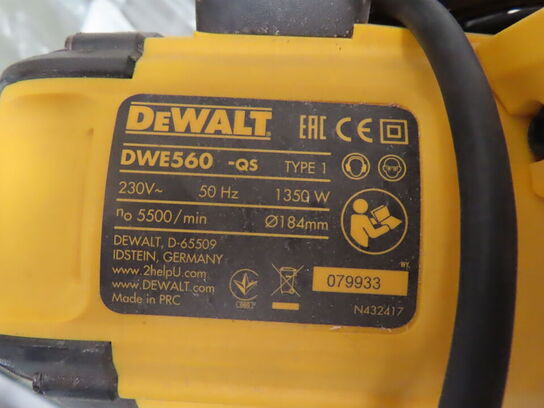 DEWALT
EAC CE
DWE560 -QS TYPE 1
230V~ 50 Hz 1350 W
n₀ 5500/min Ø184mm
DEWALT, D-65509
IDSTEIN, GERMANY
www.2helpU.com
www.DEWALT.com
Made in PRC
079933
WK
N432417